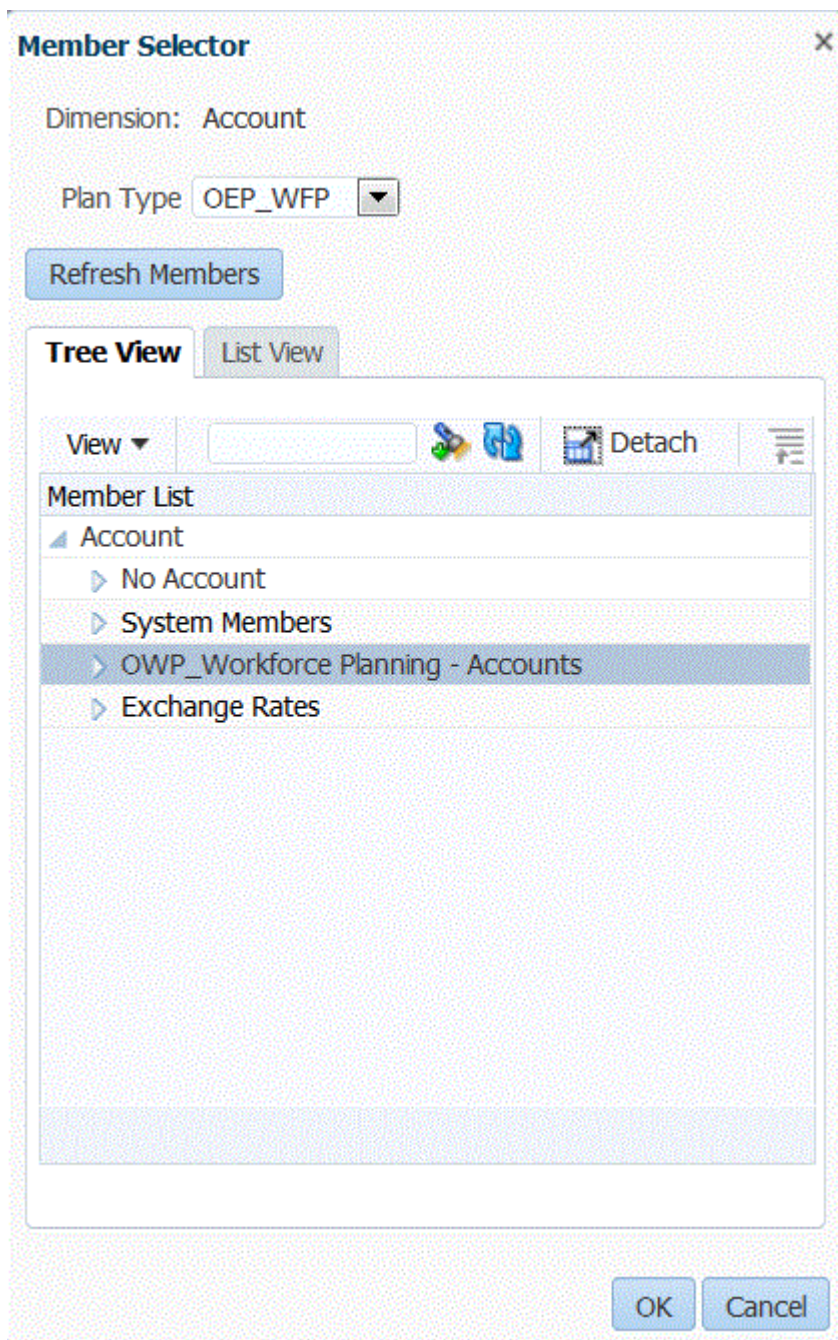 Member Selector
Dimension: Account
Plan Type OEP_WFP
Refresh Members
Tree View List View
View Detach
Member List
Account
No Account
System Members
OWP_Workforce Planning - Accounts
Exchange Rates
OK Cancel